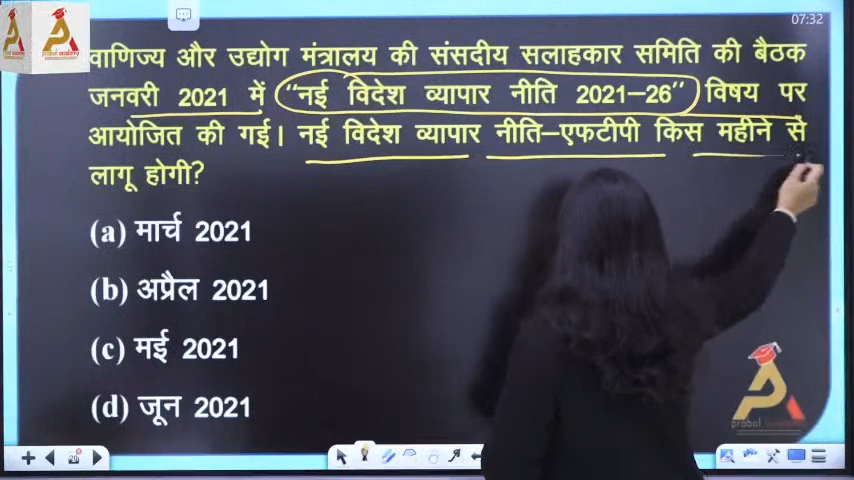 07:32
वाणिज्य और उद्योग मंत्रालय की संसदीय सलाहकार समिति की बैठक
जनवरी 2021 में "नई विदेश व्यापार नीति 2021–26" विषय पर
आयोजित की गई। नई विदेश व्यापार नीति–एफटीपी किस महीने से
लागू होगी?
(a) मार्च 2021
(b) अप्रैल 2021
(c) मई 2021
(d) जून 2021